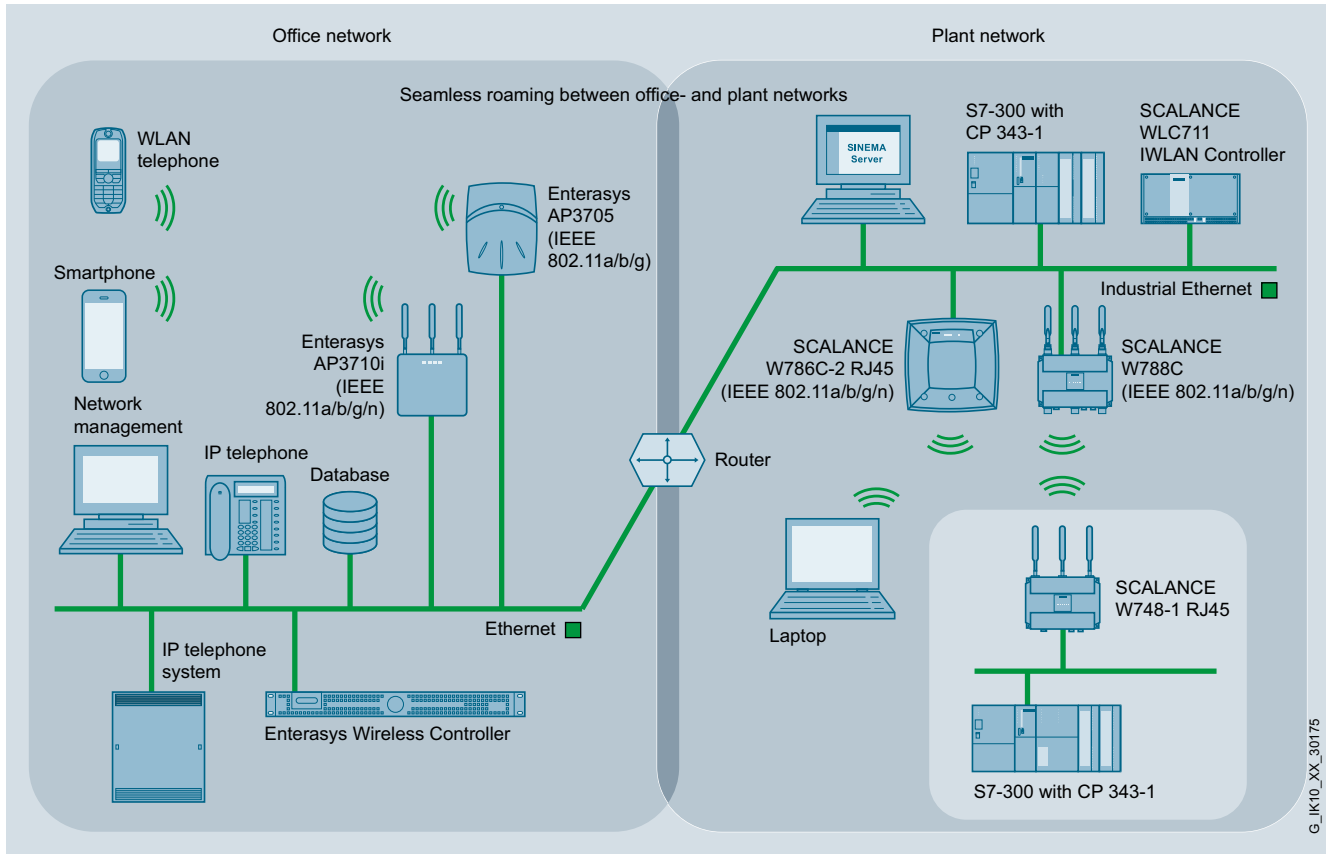 Office network
Plant network
Seamless roaming between office- and plant networks
WLAN
telephone
Enterasys
AP3705
(IEEE
802.11a/b/g)
Smartphone
Enterasys
AP3710i
(IEEE
802.11a/b/g/n)
Network
management
IP telephone
Database
Ethernet
IP telephone
system
Enterasys Wireless Controller
Router
SINEMA
Server
S7-300 with
CP 343-1
SCALANCE
WLC711
IWLAN Controller
Industrial Ethernet
SCALANCE
W786C-2 RJ45
(IEEE 802.11a/b/g/n)
SCALANCE
W788C
(IEEE 802.11a/b/g/n)
Laptop
SCALANCE
W748-1 RJ45
S7-300 with CP 343-1
G_IK10_XX_30175